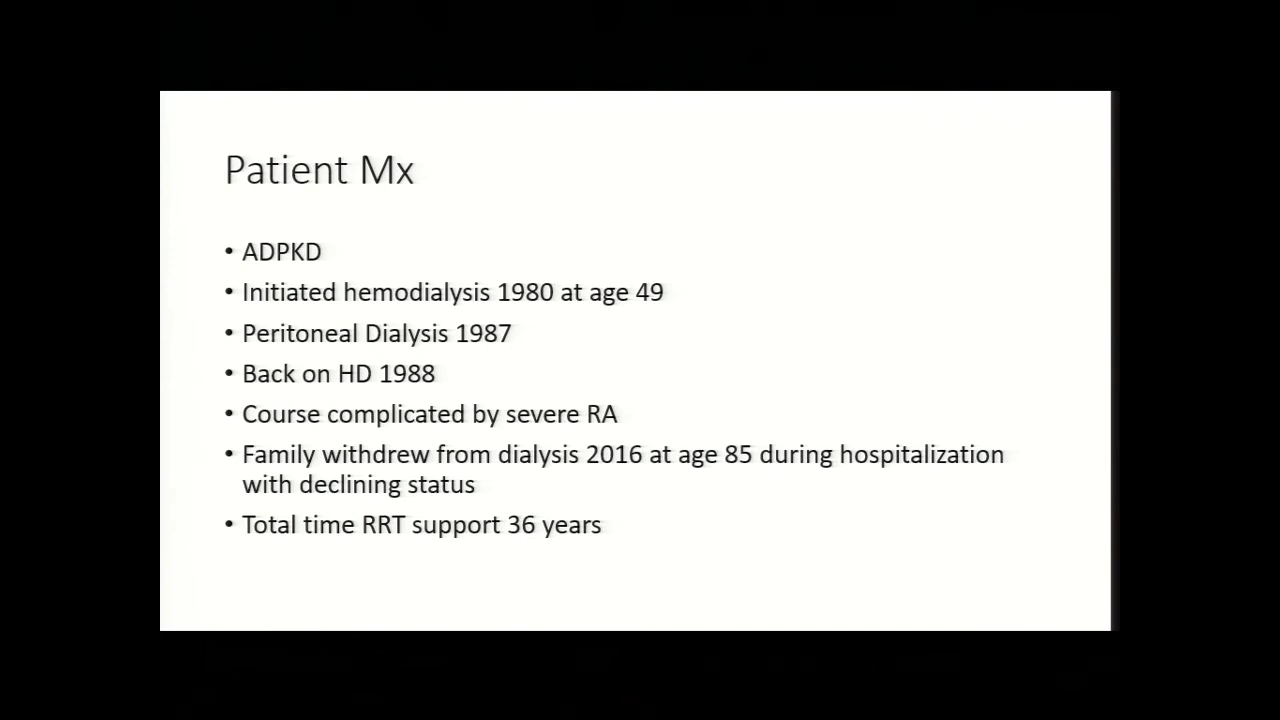 Patient Mx
• ADPKD
• Initiated hemodialysis 1980 at age 49
• Peritoneal Dialysis 1987
• Back on HD 1988
• Course complicated by severe RA
• Family withdrew from dialysis 2016 at age 85 during hospitalization
with declining status
• Total time RRT support 36 years